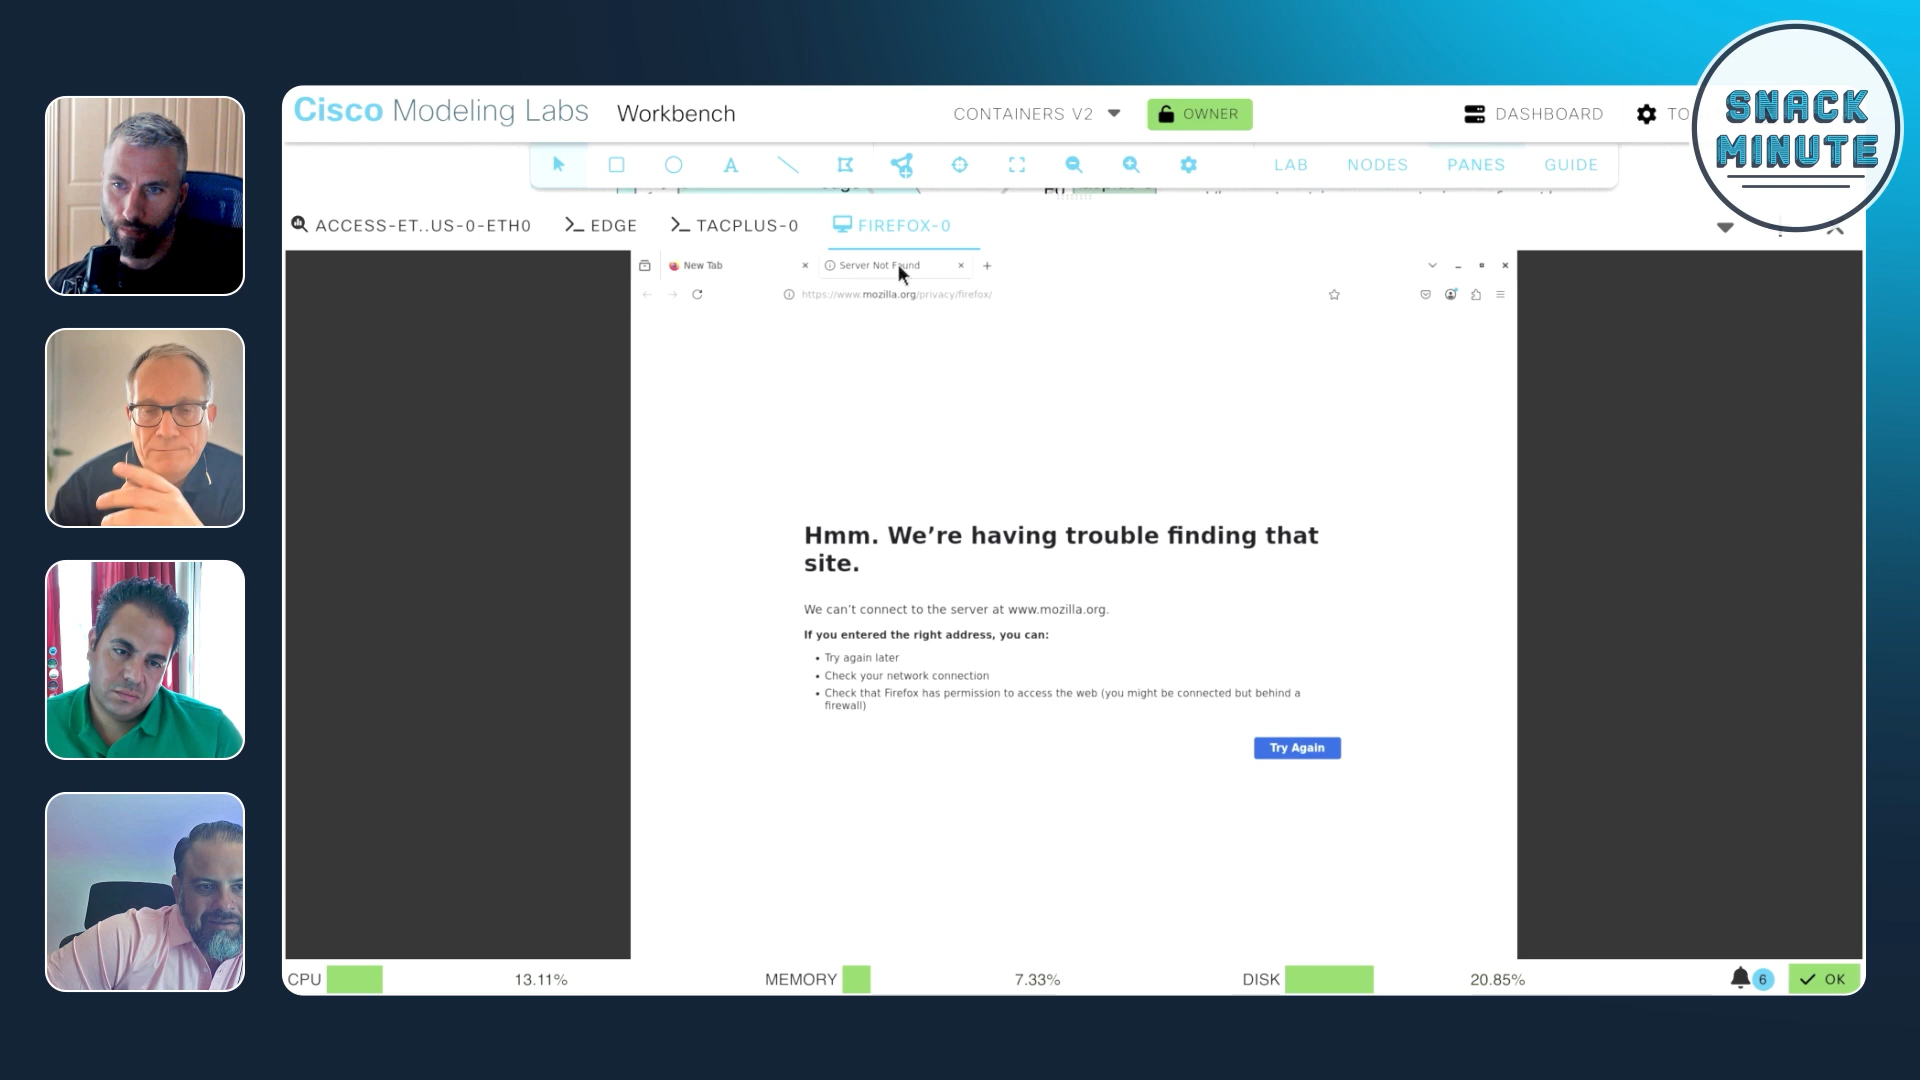 Cisco Modeling Labs Workbench CONTAINERS V2 OWNER DASHBOARD TO
SNACK
MINUTE
A LAB NODES PANES GUIDE
ACCESS-ET..US-0-ETH0 EDGE TACPLUS-0 FIREFOX-0
New Tab Server Not Found
https://www.mozilla.org/privacy/firefox/
Hmm. We’re having trouble finding that
site.
We can’t connect to the server at www.mozilla.org.
If you entered the right address, you can:
• Try again later
• Check your network connection
• Check that Firefox has permission to access the web (you might be connected but behind a
firewall)
Try Again
CPU 13.11% MEMORY 7.33% DISK 20.85% 6 OK